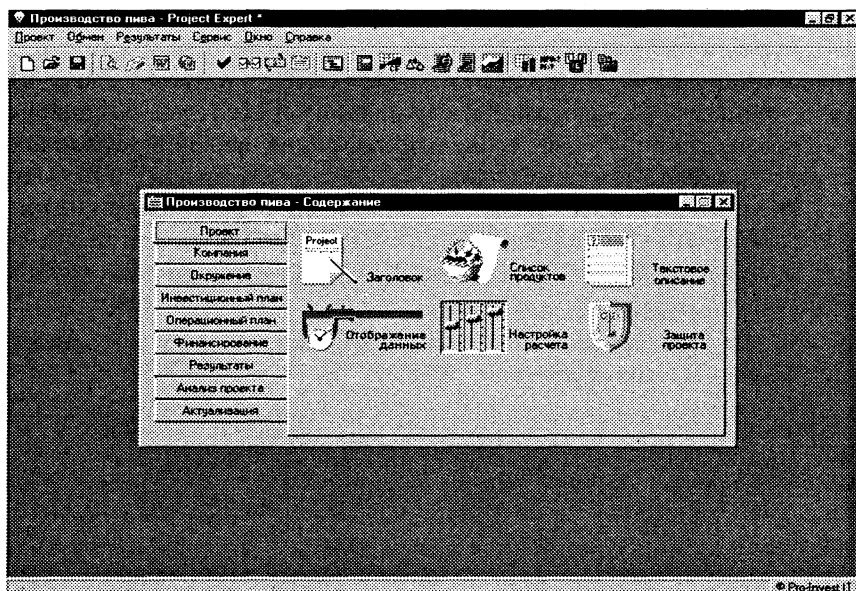 Производство пива - Project Expert *
Проект Обмен Результаты Сервис Окно Справка
Производство пива - Содержание
Проект
Компания
Окружение
Инвестиционный план
Операционный план
Финансирование
Результаты
Анализ проекта
Актуализация
Project
Заголовок
Список
продуктов
Текстовое
описание
Отображение
данных
Настройка
расчета
Защита
проекта
© Pro-Invest IT